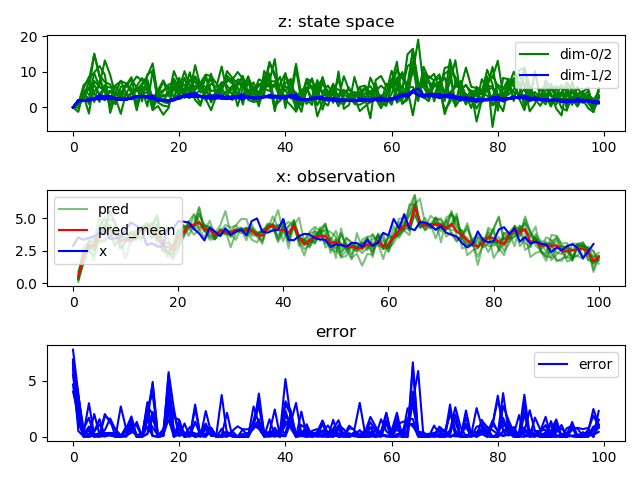 z: state space
20
10
0
dim-0/2
dim-1/2
0 20 40 60 80 100
x: observation
5.0
2.5
0.0
pred
pred_mean
x
0 20 40 60 80 100
error
5
0
error
0 20 40 60 80 100